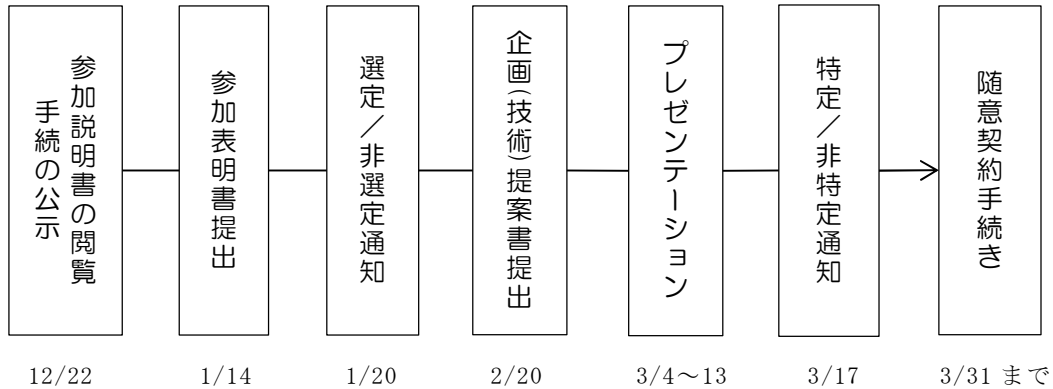 参加説明書の閲覧
手続の公示
参加表明書提出
選定／非選定通知
企画(技術)提案書提出
プレゼンテーション
特定／非特定通知
随意契約手続き
12/22
1/14
1/20
2/20
3/4～13
3/17
3/31 まで